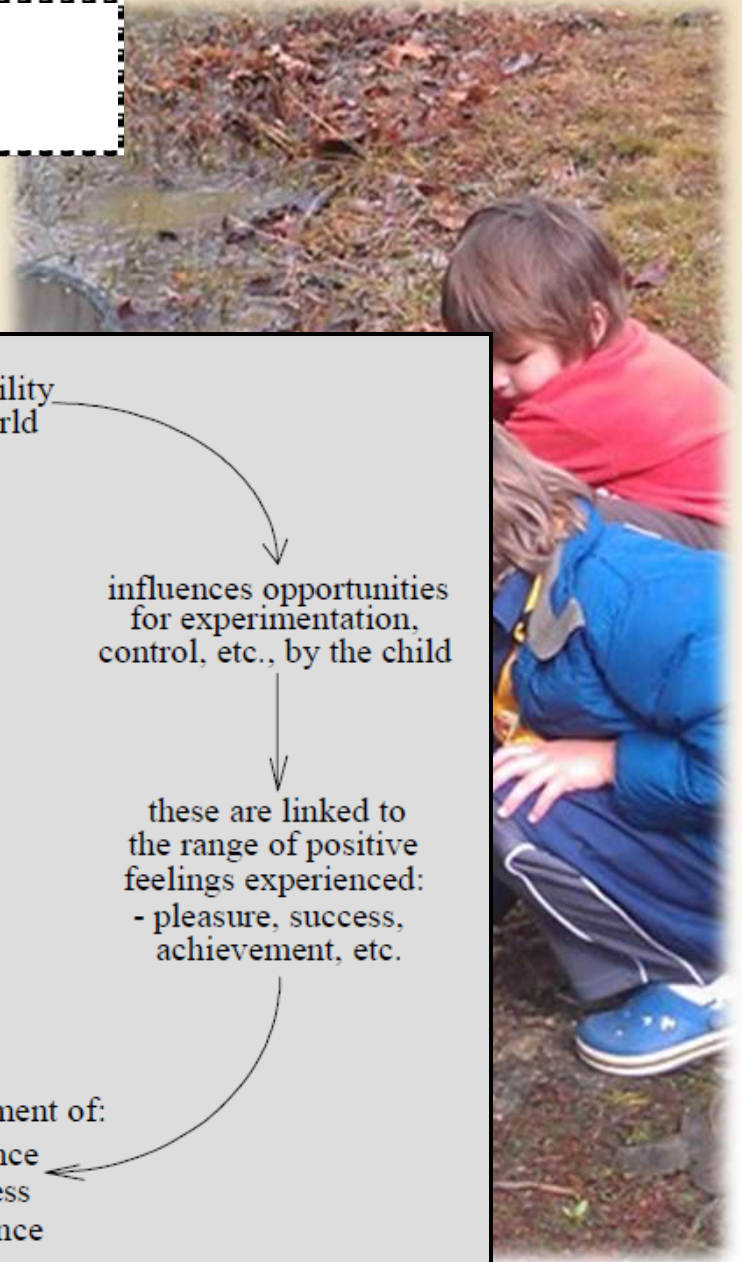 influences opportunities
for experimentation,
control, etc., by the child
these are linked to
the range of positive
feelings experienced:
- pleasure, success,
achievement, etc.
of: